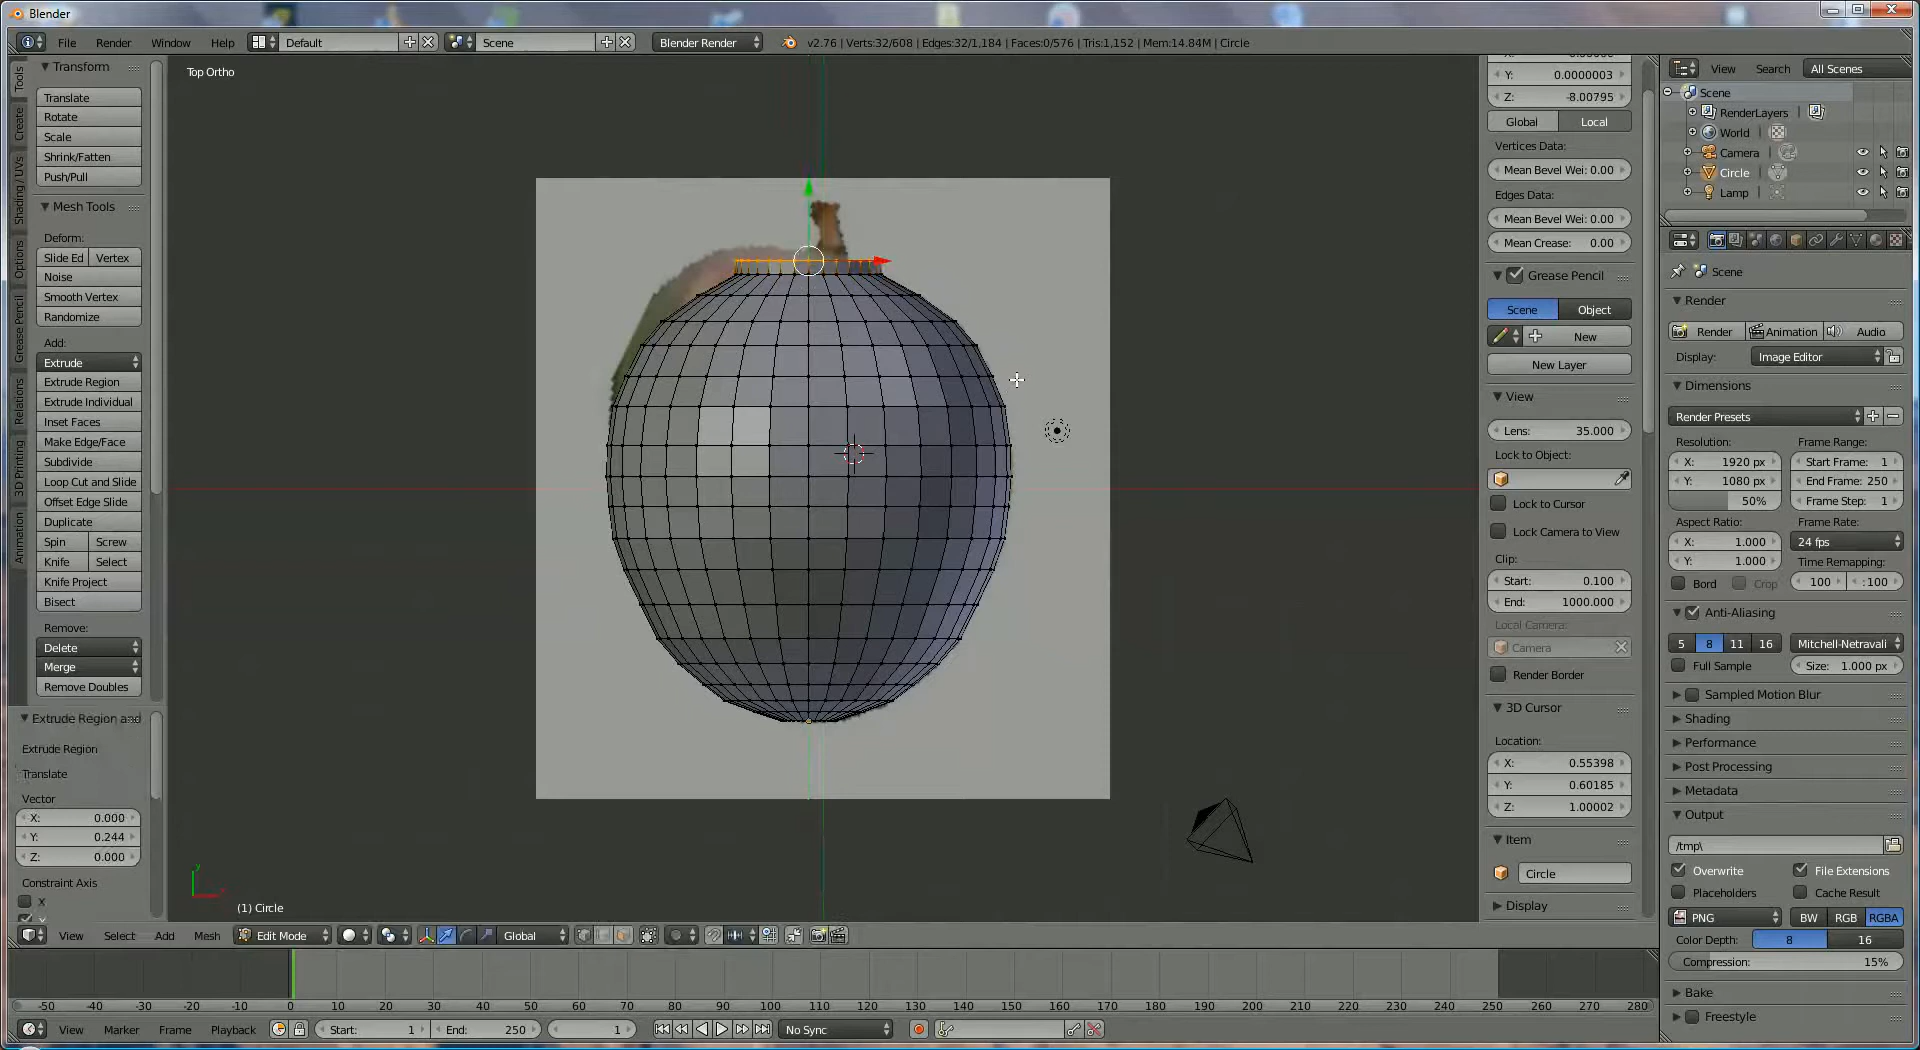 Blender
File Render Window Help Default Scene Blender Render v2.76 | Verts:32/608 | Edges:32/1,184 | Faces:0/576 | Tris:1,152 | Mem:14.84M | Circle
Top Ortho
Tools
Create
Shading / UVs
Options
Grease Pencil
Relations
3D Printing
Animation
Transform
Translate
Rotate
Scale
Shrink/Fatten
Push/Pull
Mesh Tools
Deform:
Slide Ed Vertex
Noise
Smooth Vertex
Randomize
Add:
Extrude
Extrude Region
Extrude Individual
Inset Faces
Make Edge/Face
Subdivide
Loop Cut and Slide
Offset Edge Slide
Duplicate
Spin Screw
Knife Select
Knife Project
Bisect
Remove:
Delete
Merge
Remove Doubles
Extrude Region and
Extrude Region
Translate
Vector
X: 0.000
Y: 0.244
Z: 0.000
Constraint Axis
X
y
x
(1) Circle
Y: 0.0000003
Z: -8.00795
Global Local
Vertices Data:
Mean Bevel Wei: 0.00
Edges Data:
Mean Bevel Wei: 0.00
Mean Crease: 0.00
Grease Pencil
Scene Object
New
New Layer
View
Lens: 35.000
Lock to Object:
Lock to Cursor
Lock Camera to View
Clip:
Start: 0.100
End: 1000.000
Local Camera:
Camera
Render Border
3D Cursor
Location:
X: 0.55398
Y: 0.60185
Z: 1.00002
Item
Circle
Display
View Search All Scenes
Scene
RenderLayers
World
Camera
Circle
Lamp
Scene
Render
Render Animation Audio
Display: Image Editor
Dimensions
Render Presets
Resolution: Frame Range:
X: 1920 px Start Frame: 1
Y: 1080 px End Frame: 250
50% Frame Step: 1
Aspect Ratio: Frame Rate:
X: 1.000 24 fps
Y: 1.000 Time Remapping:
Bord Crop 100 : 100
Anti-Aliasing
5 8 11 16 Mitchell-Netravali
Full Sample Size: 1.000 px
Sampled Motion Blur
Shading
Performance
Post Processing
Metadata
Output
/tmp\
Overwrite File Extensions
Placeholders Cache Result
PNG BW RGB RGBA
Color Depth: 8 16
Compression: 15%
Bake
Freestyle
View Select Add Mesh Edit Mode Global
-50 -40 -30 -20 -10 0 10 20 30 40 50 60 70 80 90 100 110 120 130 140 150 160 170 180 190 200 210 220 230 240 250 260 270 280
View Marker Frame Playback Start: 1 End: 250 1 No Sync